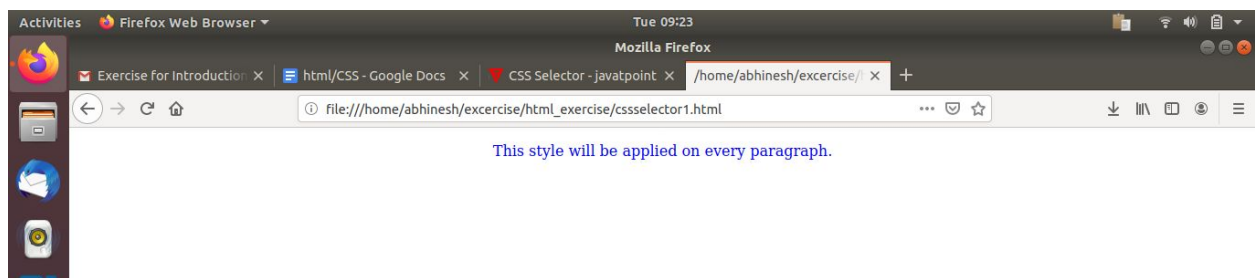 Activities Firefox Web Browser Tue 09:23
Mozilla Firefox
Exercise for Introduction html/CSS - Google Docs CSS Selector - javatpoint /home/abhinesh/excercise/
file:///home/abhinesh/excercise/html_exercise/cssselector1.html
This style will be applied on every paragraph.